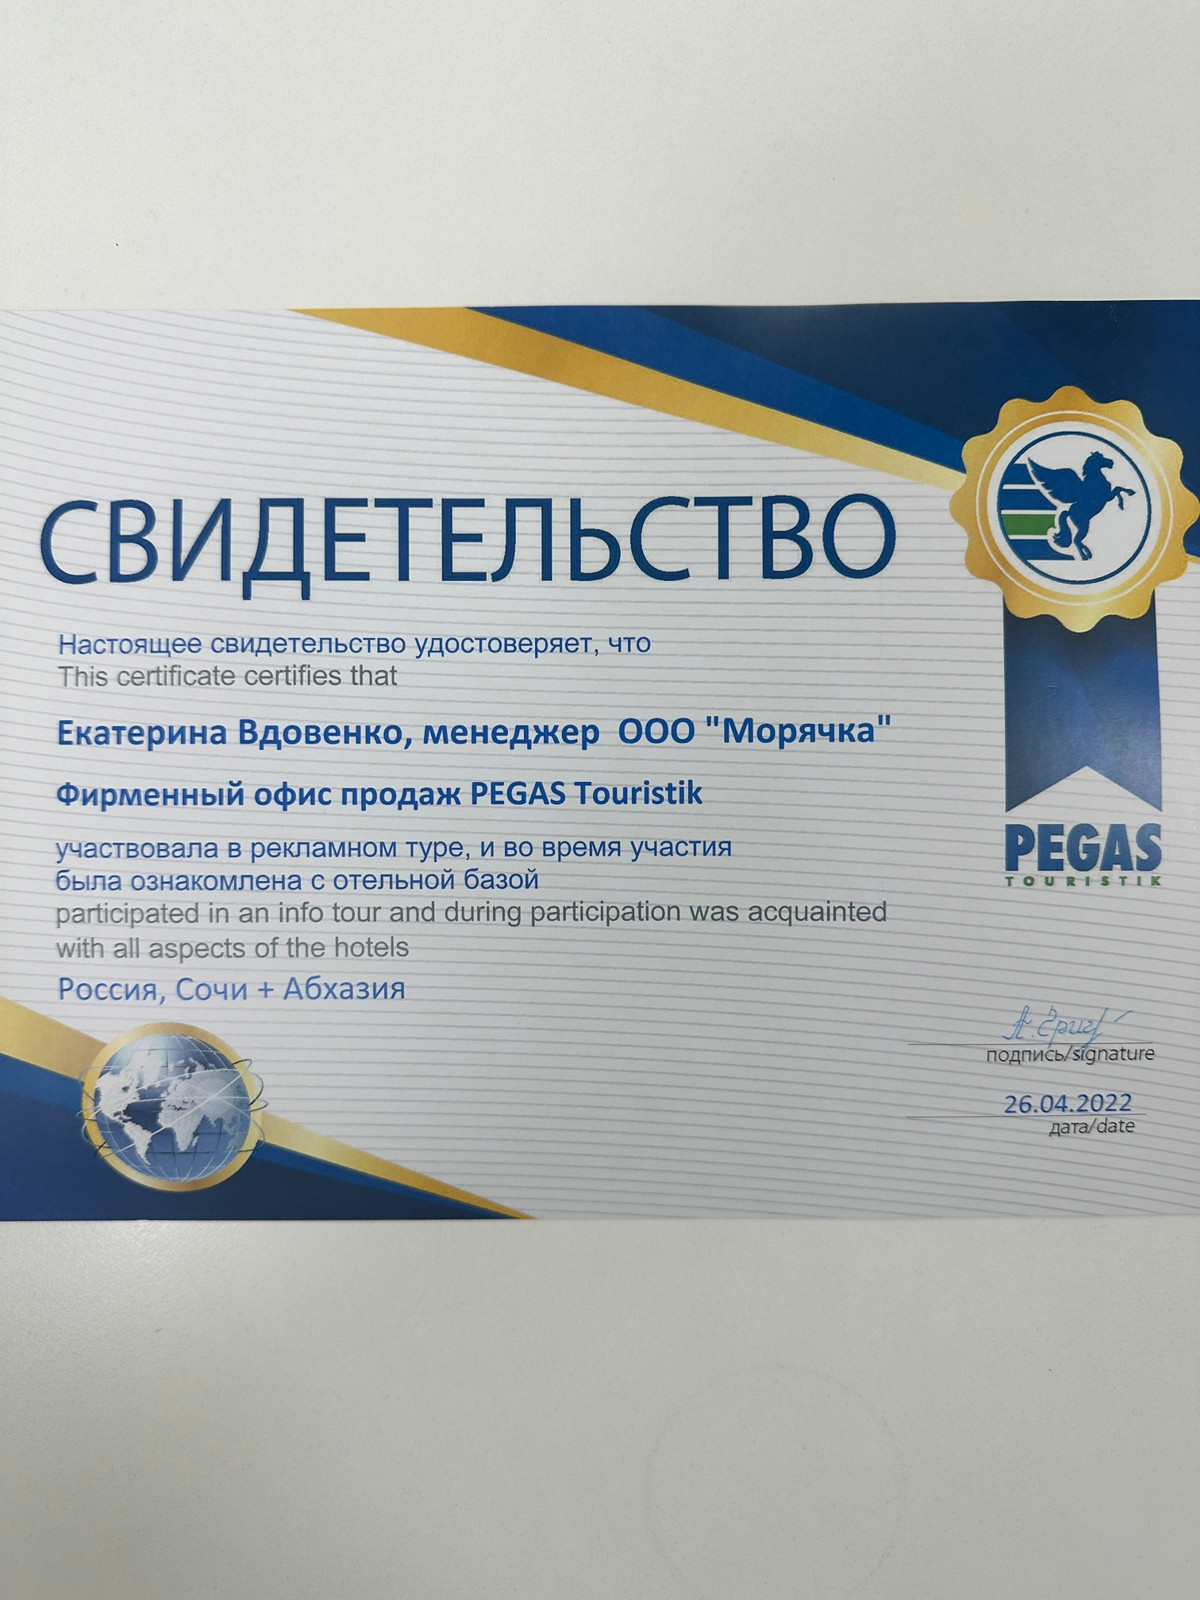 СВИДЕТЕЛЬСТВО
Настоящее свидетельство удостоверяет, что
This certificate certifies that
Екатерина Вдовенко, менеджер ООО "Морячка"
Фирменный офис продаж PEGAS Touristik
участвовала в рекламном туре, и во время участия
была ознакомлена с отельной базой
participated in an info tour and during participation was acquainted
with all aspects of the hotels
Россия, Сочи + Абхазия
PEGAS
TOURISTIK
подпись/signature
26.04.2022
дата/date